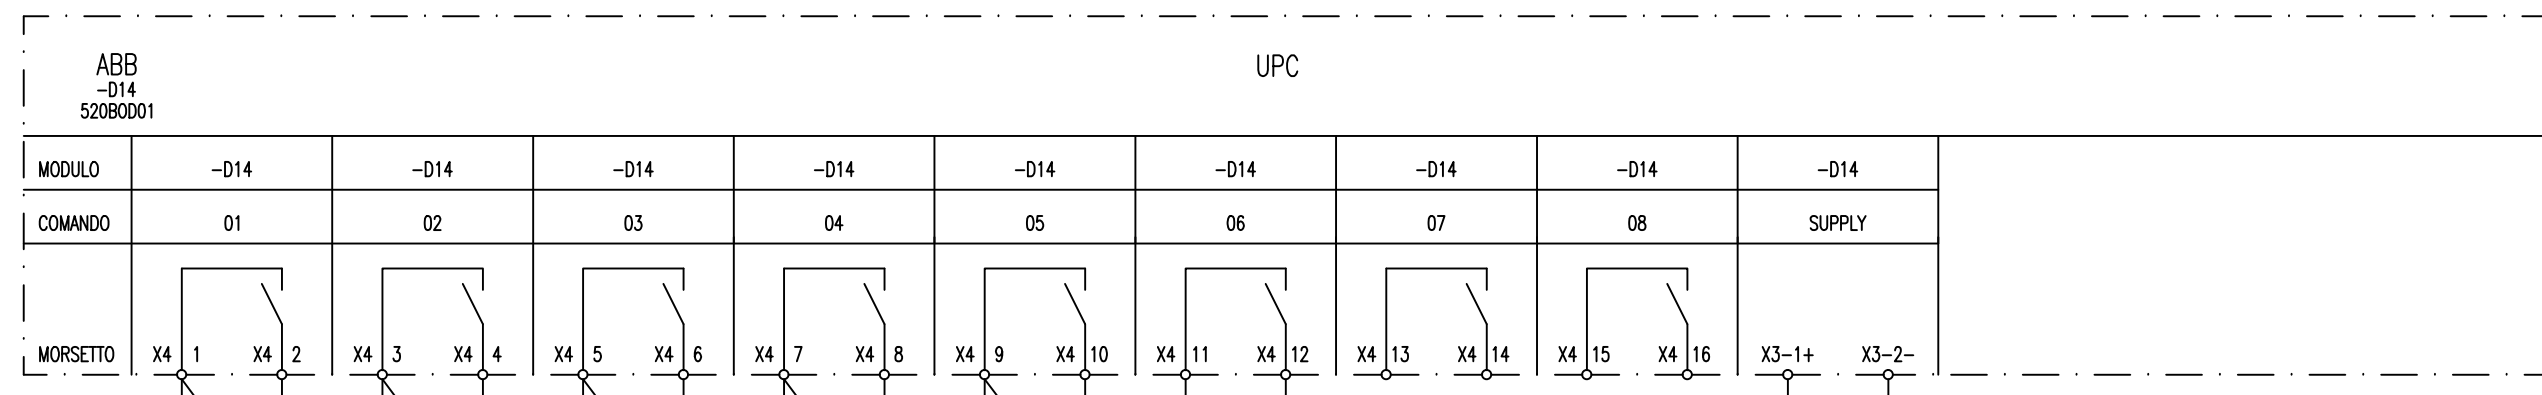 ABB
UPC
-D14
520BOD01
MODULO -D14 -D14 -D14 -D14 -D14 -D14 -D14 -D14 -D14
COMANDO 01 02 03 04 05 06 07 08 SUPPLY
MORSETTO X4 1 X4 2 X4 3 X4 4 X4 5 X4 6 X4 7 X4 8 X4 9 X4 10 X4 11 X4 12 X4 13 X4 14 X4 15 X4 16 X3-1+ X3-2-